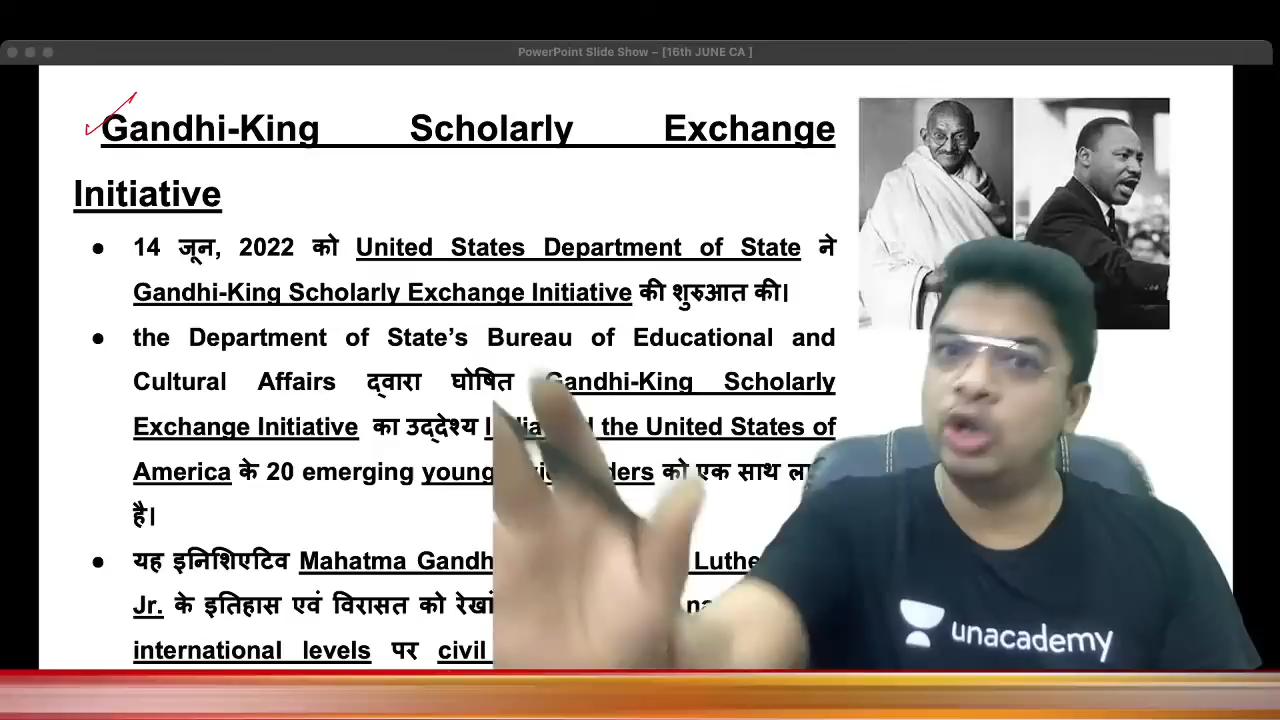 PowerPoint Slide Show – [16th JUNE CA ]
Gandhi-King Scholarly Exchange
Initiative
● 14 जून, 2022 को United States Department of State ने
Gandhi-King Scholarly Exchange Initiative की शुरुआत की।
● the Department of State’s Bureau of Educational and
Cultural Affairs द्वारा घोषित Gandhi-King Scholarly
Exchange Initiative का उद्देश्य the United States of
America के 20 emerging young को एक साथ
है।
● यह इनिशिएटिव Mahatma
Jr. के इतिहास एवं विरासत को
international levels पर civil
unacademy